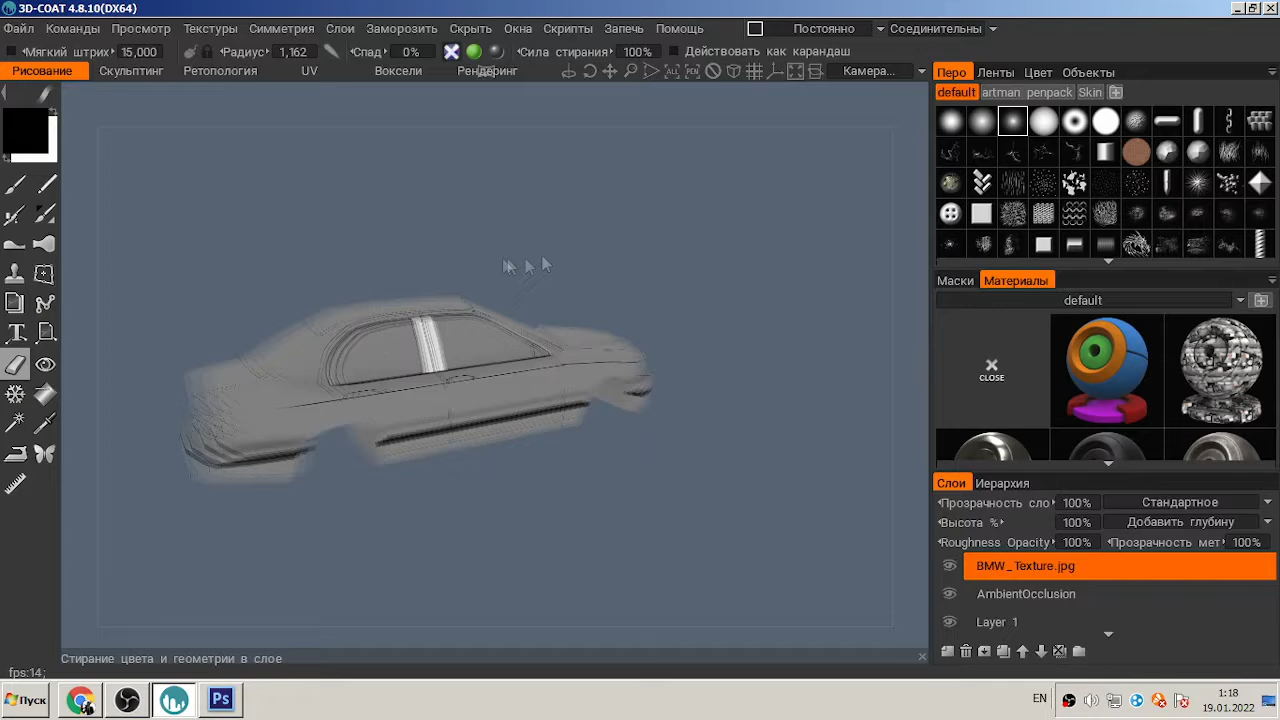 3D-COAT 4.8.10(DX64)
Файл Команды Просмотр Текстуры Симметрия Слои Заморозить Скрыть Окна Скрипты Запечь Помощь Постоянно Соединительны
Мягкий штрих 15,000 Радиус 1,162 Спад 0% Сила стирания 100% Действовать как карандаш
Рисование Скульптинг Ретопология UV Воксели Рендеринг ALL PEN Камера...
Перо Ленты Цвет Объекты
default artman penpack Skin
Маски Материалы
default
CLOSE
Слои Иерархия
Прозрачность сло 100% Стандартное
Высота % 100% Добавить глубину
Roughness Opacity 100% Прозрачность мет 100%
BMW_Texture.jpg
AmbientOcclusion
Layer 1
Стирание цвета и геометрии в слое
fps:14;
Пуск Ps EN 1:18
19.01.2022